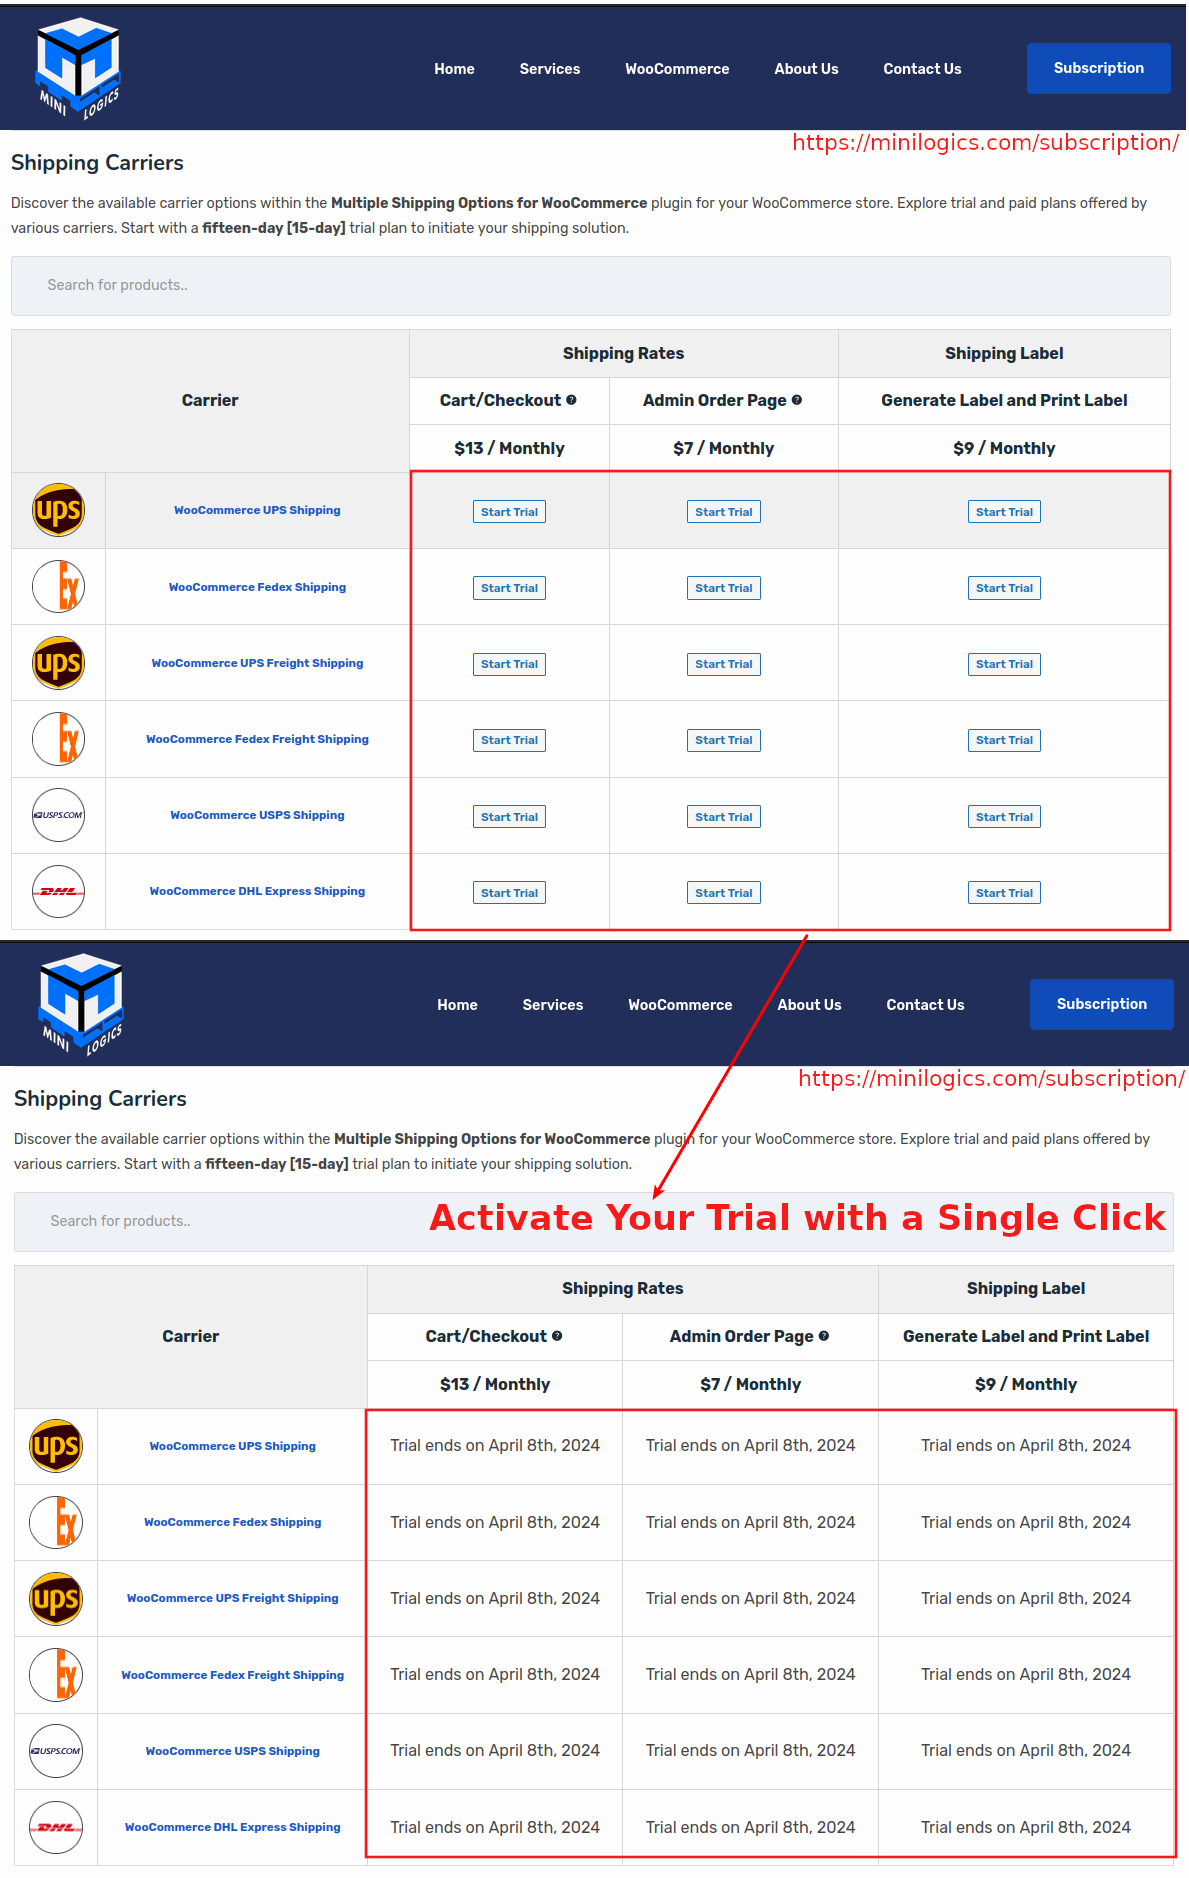 MINI LOGICS
Home Services WooCommerce About Us Contact Us Subscription
https://minilogics.com/subscription/
Shipping Carriers
Discover the available carrier options within the Multiple Shipping Options for WooCommerce plugin for your WooCommerce store. Explore trial and paid plans offered by
various carriers. Start with a fifteen-day [15-day] trial plan to initiate your shipping solution.
Search for products..
Carrier Shipping Rates Shipping Label
Cart/Checkout ? Admin Order Page ? Generate Label and Print Label
$13 / Monthly $7 / Monthly $9 / Monthly
ups WooCommerce UPS Shipping Start Trial Start Trial Start Trial
Ex WooCommerce Fedex Shipping Start Trial Start Trial Start Trial
ups WooCommerce UPS Freight Shipping Start Trial Start Trial Start Trial
Ex WooCommerce Fedex Freight Shipping Start Trial Start Trial Start Trial
USPS.COM WooCommerce USPS Shipping Start Trial Start Trial Start Trial
DHL WooCommerce DHL Express Shipping Start Trial Start Trial Start Trial
MINI LOGICS
Home Services WooCommerce About Us Contact Us Subscription
https://minilogics.com/subscription/
Shipping Carriers
Discover the available carrier options within the Multiple Shipping Options for WooCommerce plugin for your WooCommerce store. Explore trial and paid plans offered by
various carriers. Start with a fifteen-day [15-day] trial plan to initiate your shipping solution.
Search for products.. Activate Your Trial with a Single Click
Carrier Shipping Rates Shipping Label
Cart/Checkout ? Admin Order Page ? Generate Label and Print Label
$13 / Monthly $7 / Monthly $9 / Monthly
ups WooCommerce UPS Shipping Trial ends on April 8th, 2024 Trial ends on April 8th, 2024 Trial ends on April 8th, 2024
Ex WooCommerce Fedex Shipping Trial ends on April 8th, 2024 Trial ends on April 8th, 2024 Trial ends on April 8th, 2024
ups WooCommerce UPS Freight Shipping Trial ends on April 8th, 2024 Trial ends on April 8th, 2024 Trial ends on April 8th, 2024
Ex WooCommerce Fedex Freight Shipping Trial ends on April 8th, 2024 Trial ends on April 8th, 2024 Trial ends on April 8th, 2024
USPS.COM WooCommerce USPS Shipping Trial ends on April 8th, 2024 Trial ends on April 8th, 2024 Trial ends on April 8th, 2024
DHL WooCommerce DHL Express Shipping Trial ends on April 8th, 2024 Trial ends on April 8th, 2024 Trial ends on April 8th, 2024